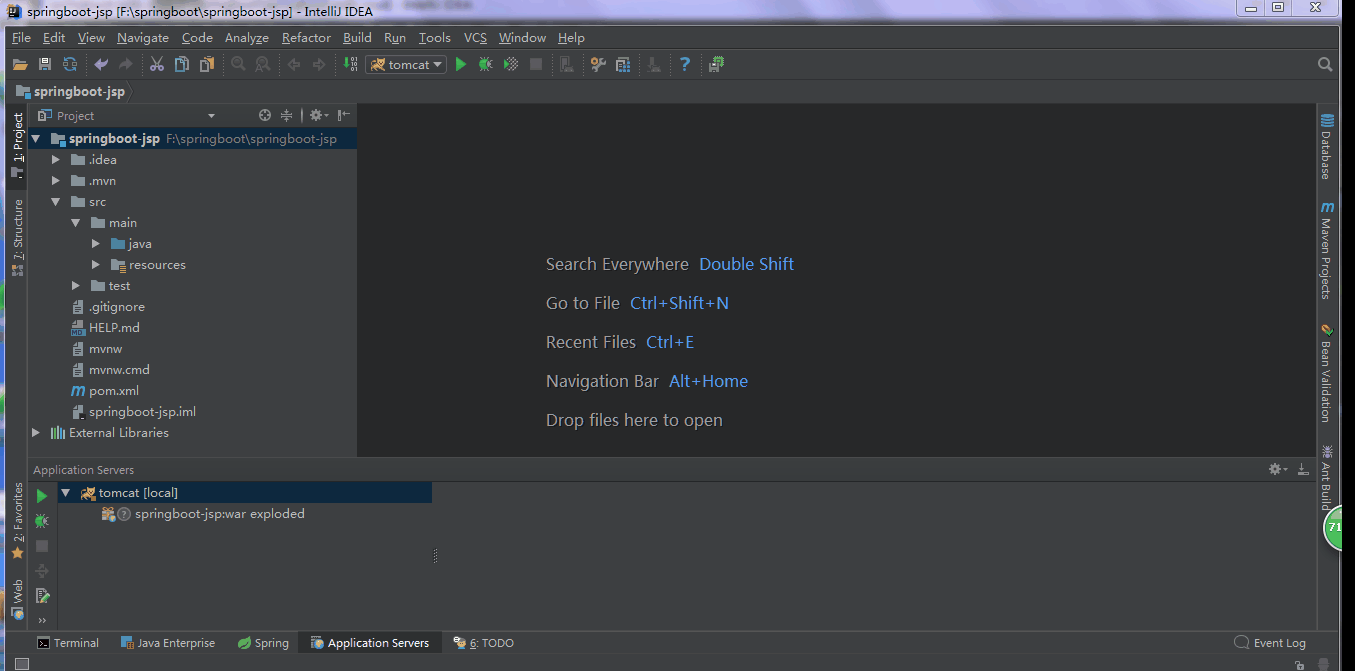 springboot-jsp [F:\springboot\springboot-jsp] - IntelliJ IDEA
File Edit View Navigate Code Analyze Refactor Build Run Tools VCS Window Help
tomcat
springboot-jsp
Project
1: Project
7: Structure
2: Favorites
Web
springboot-jsp F:\springboot\springboot-jsp
.idea
.mvn
src
main
java
resources
test
.gitignore
HELP.md
mvnw
mvnw.cmd
pom.xml
springboot-jsp.iml
External Libraries
Search Everywhere Double Shift
Go to File Ctrl+Shift+N
Recent Files Ctrl+E
Navigation Bar Alt+Home
Drop files here to open
Database
Maven Projects
Bean Validation
Ant Build
71
Application Servers
tomcat [local]
springboot-jsp:war exploded
Terminal Java Enterprise Spring Application Servers 6: TODO Event Log